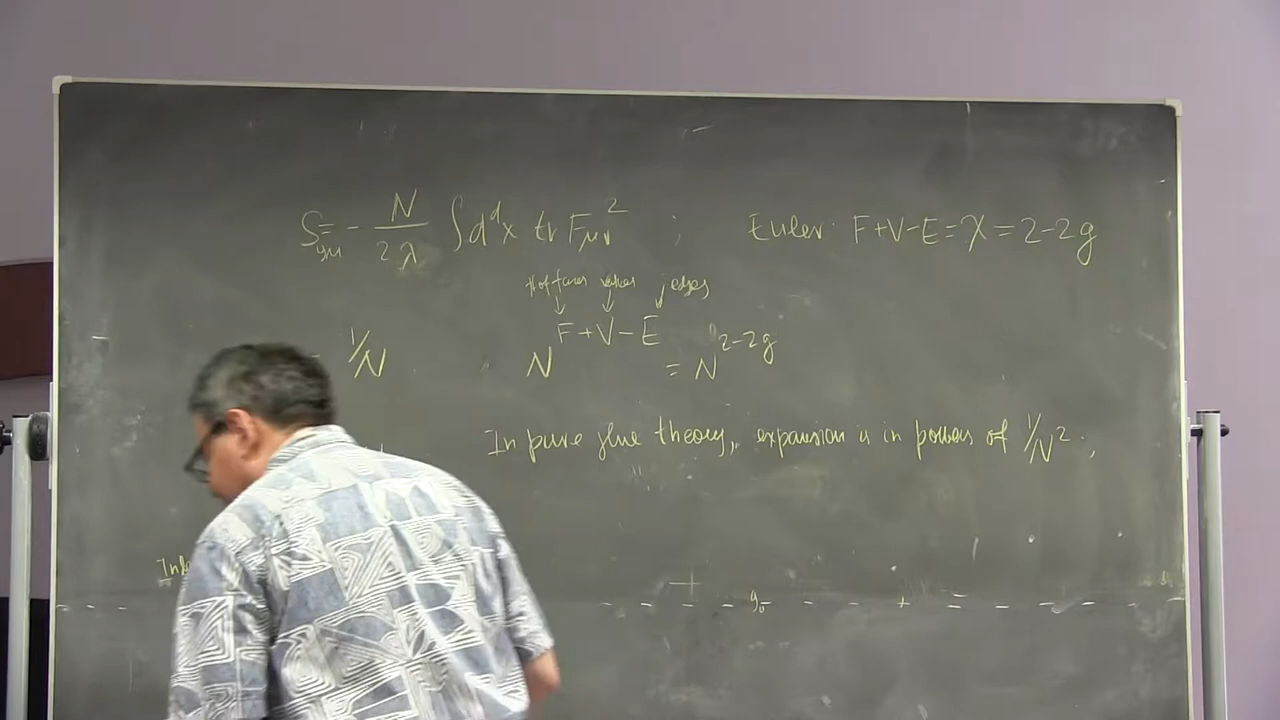 S_YM = - N/2λ ∫d^d x tr F_μν^2 ; Euler: F+V-E=χ=2-2g
# of faces vertices edges
1/N N^{F+V-E} = N^{2-2g}
In pure glue theory, expansion is in powers of 1/N^2.
g_0